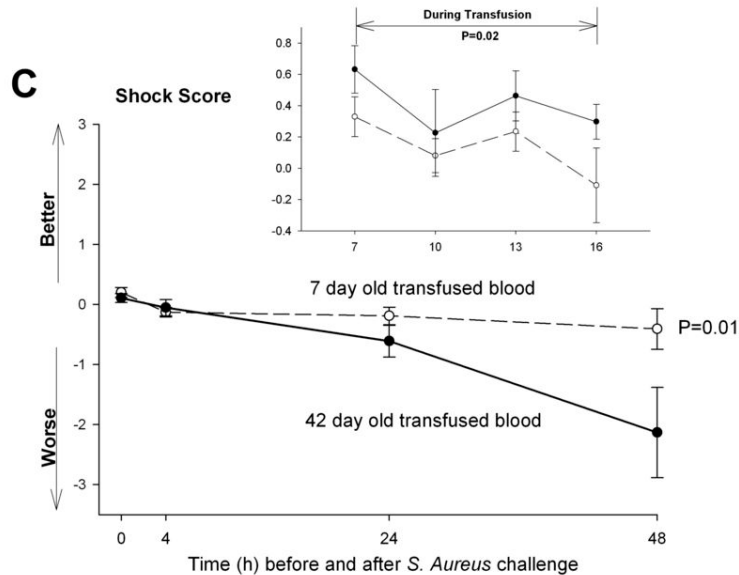 During Transfusion
P=0.02
C
Shock Score
0.8
0.6
0.4
0.2
0.0
-0.2
-0.4
7 10 13 16
3
2
1
0
-1
-2
-3
Better
Worse
7 day old transfused blood
P=0.01
42 day old transfused blood
0 4 24 48
Time (h) before and after S. Aureus challenge